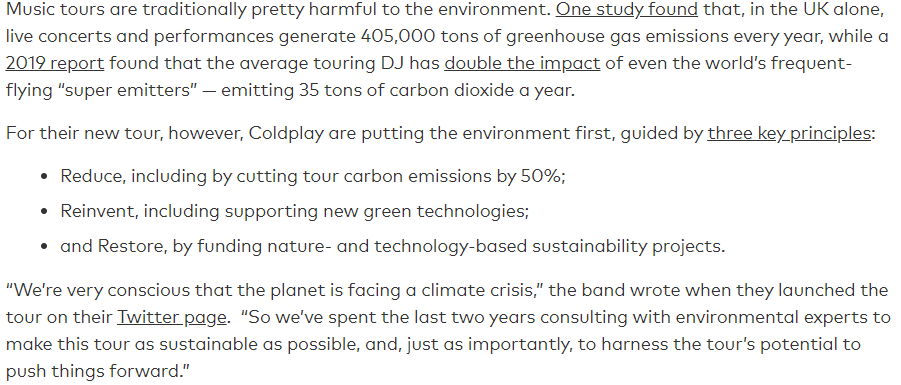 Music tours are traditionally pretty harmful to the environment. One study found that, in the UK alone,
live concerts and performances generate 405,000 tons of greenhouse gas emissions every year, while a
2019 report found that the average touring DJ has double the impact of even the world's frequent-
flying "super emitters" — emitting 35 tons of carbon dioxide a year.
For their new tour, however, Coldplay are putting the environment first, guided by three key principles:
• Reduce, including by cutting tour carbon emissions by 50%;
• Reinvent, including supporting new green technologies;
• and Restore, by funding nature- and technology-based sustainability projects.
"We're very conscious that the planet is facing a climate crisis," the band wrote when they launched the
tour on their Twitter page.  "So we've spent the last two years consulting with environmental experts to
make this tour as sustainable as possible, and, just as importantly, to harness the tour's potential to
push things forward."